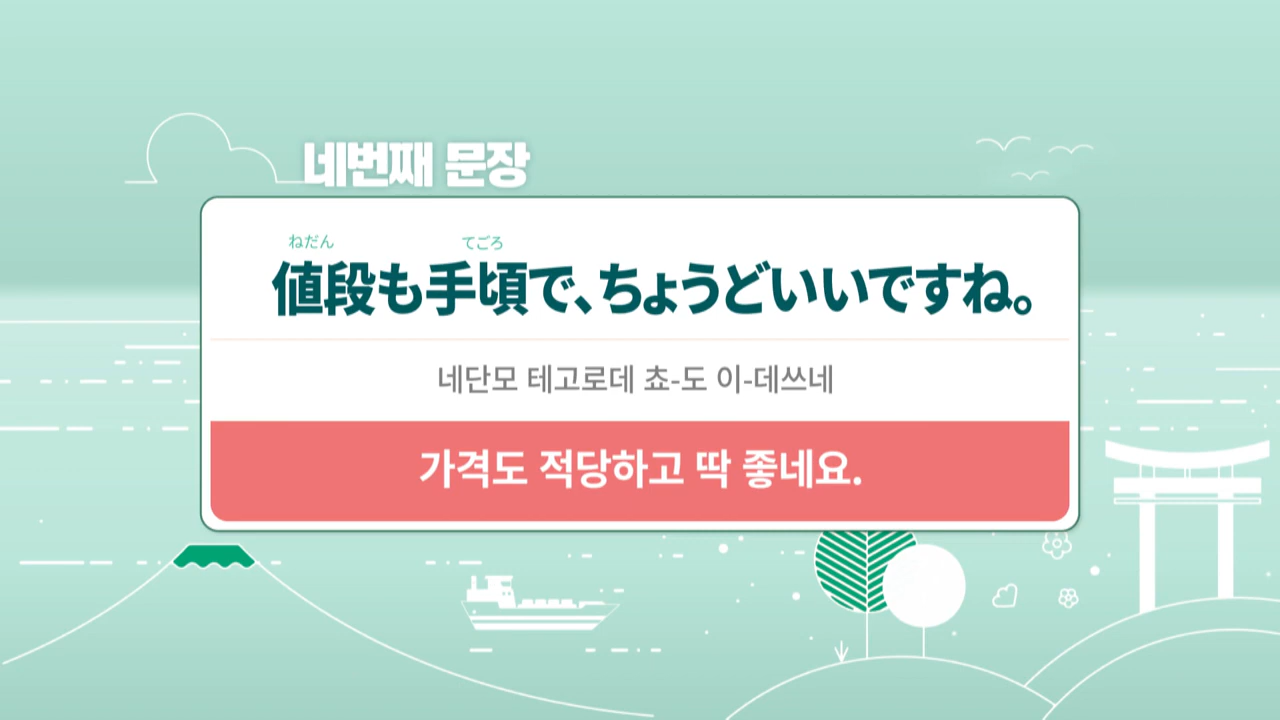 네번째 문장
ねだん てごろ
値段も手頃で、ちょうどいいですね。
네단모 테고로데 쵸-도 이-데쓰네
가격도 적당하고 딱 좋네요.